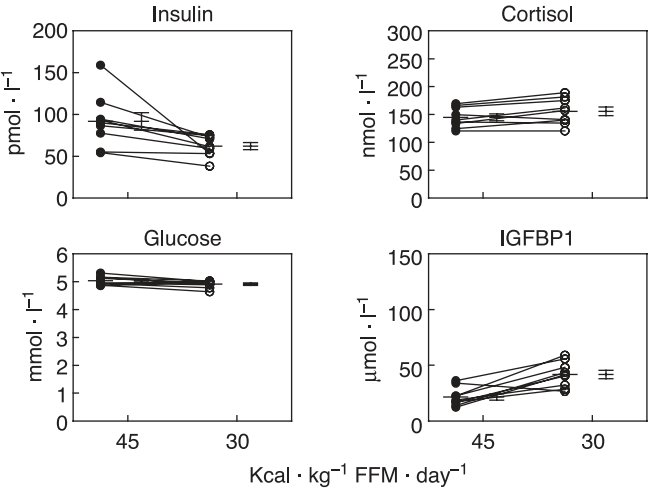 Insulin
200
150
100
50
0
pmol · l⁻¹
Cortisol
300
250
200
150
100
50
0
nmol · l⁻¹
Glucose
6
5
4
3
2
1
0
mmol · l⁻¹
45 30
IGFBP1
150
100
50
0
μmol · l⁻¹
45 30
Kcal · kg⁻¹ FFM · day⁻¹